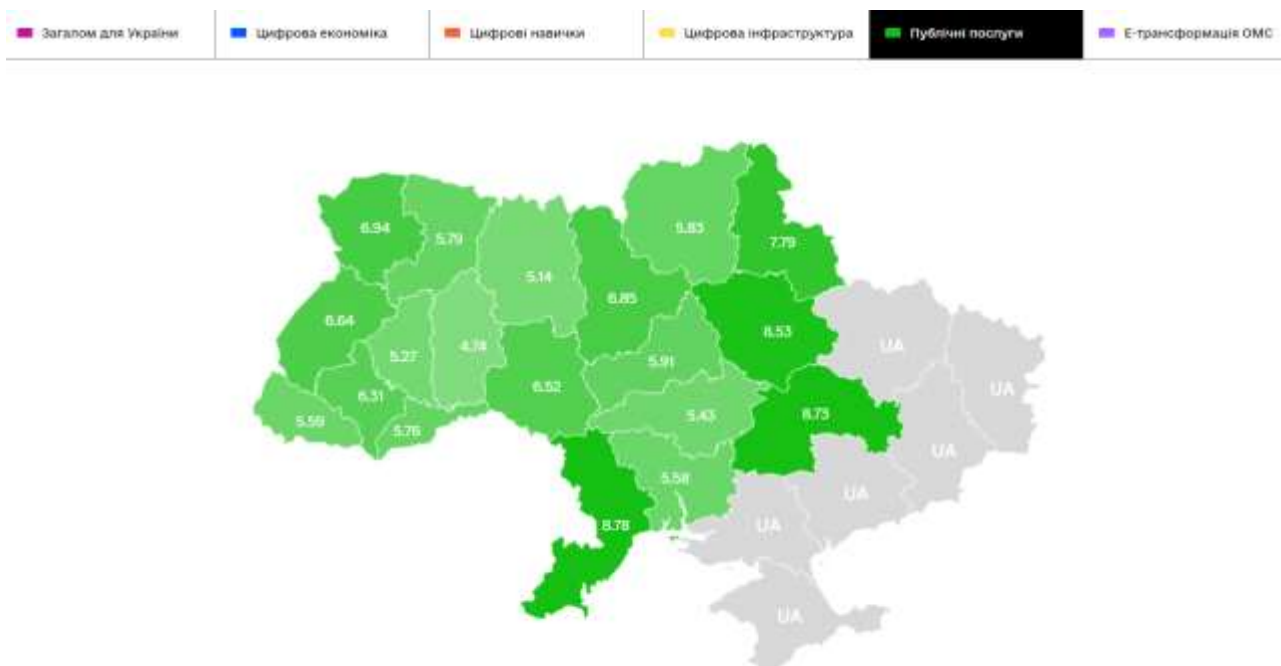 Загалом для України
Цифрова економіка
Цифрові навички
Цифрова інфраструктура
Публічні послуги
Е-трансформація ОМС
5.83
6.94
5.79
7.79
5.14
6.85
6.64
8.53
UA
4.74
5.27
5.91
6.52
UA
6.31
5.43
8.73
5.59
5.76
UA
5.58
UA
8.78
UA
UA